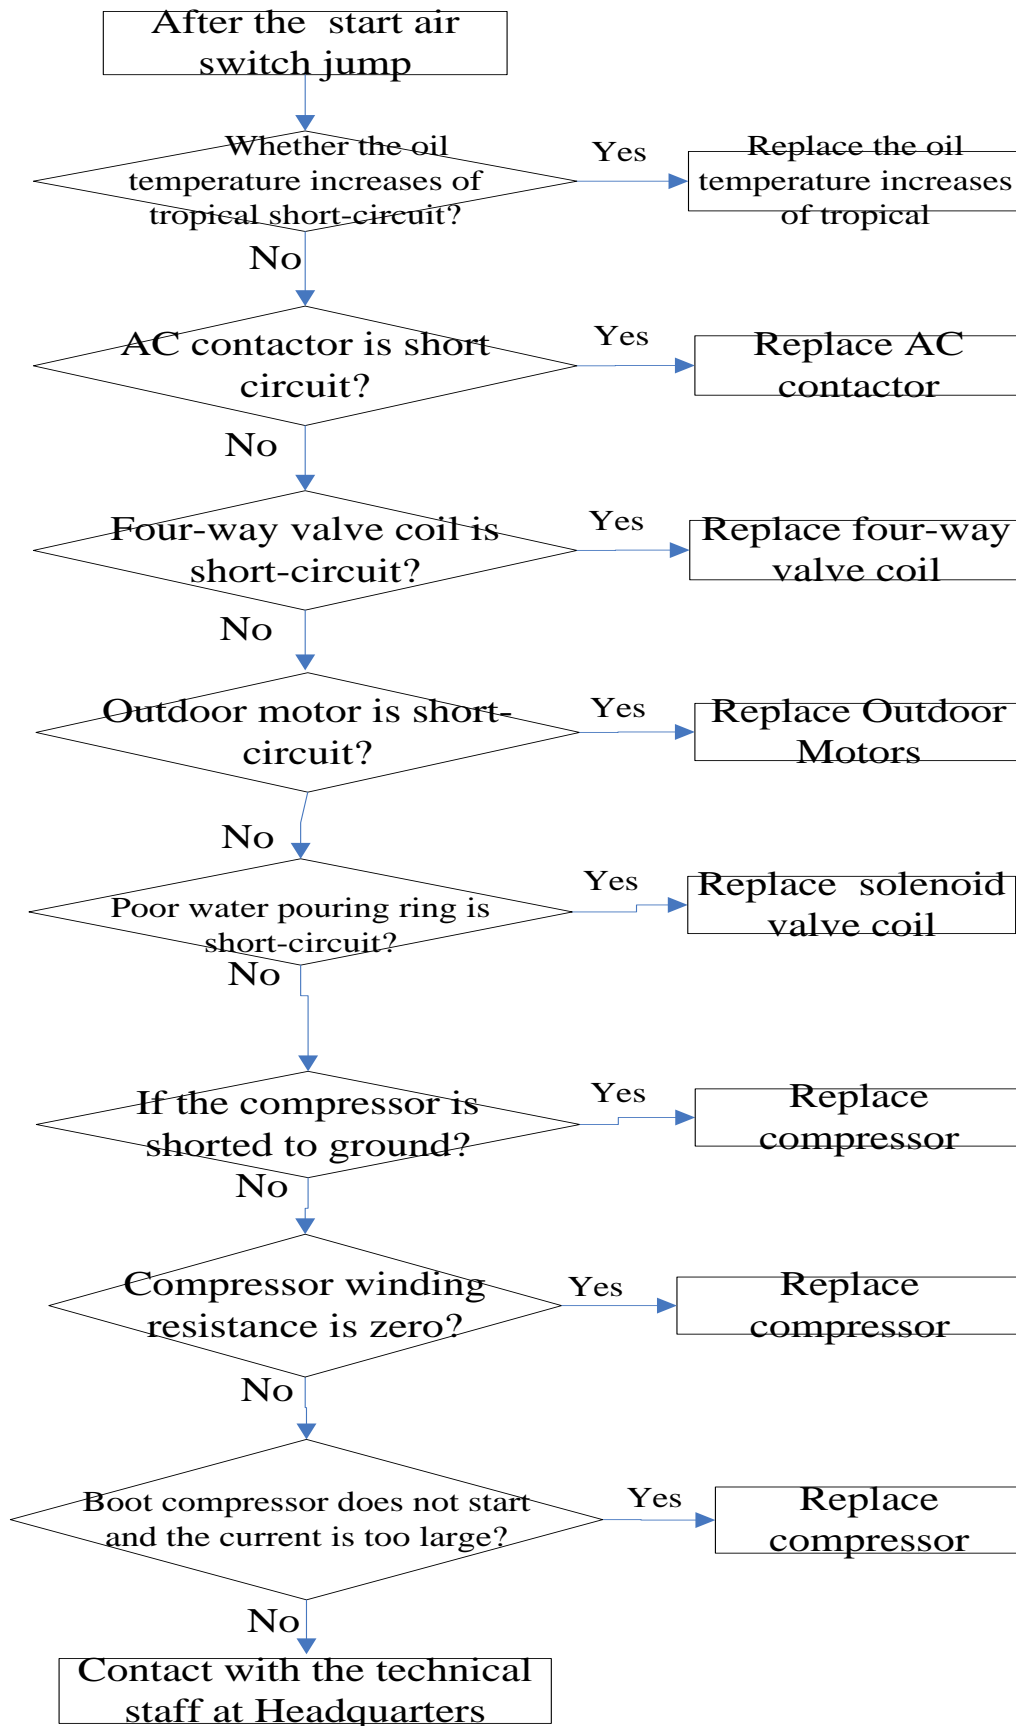 After the start air
switch jump
Whether the oil
temperature increases of
tropical short-circuit?
Yes
Replace the oil
temperature increases
of tropical
No
AC contactor is short
circuit?
Yes
Replace AC
contactor
No
Four-way valve coil is
short-circuit?
Yes
Replace four-way
valve coil
No
Outdoor motor is short-
circuit?
Yes
Replace Outdoor
Motors
No
Poor water pouring ring is
short-circuit?
Yes
Replace solenoid
valve coil
No
If the compressor is
shorted to ground?
Yes
Replace
compressor
No
Compressor winding
resistance is zero?
Yes
Replace
compressor
No
Boot compressor does not start
and the current is too large?
Yes
Replace
compressor
No
Contact with the technical
staff at Headquarters